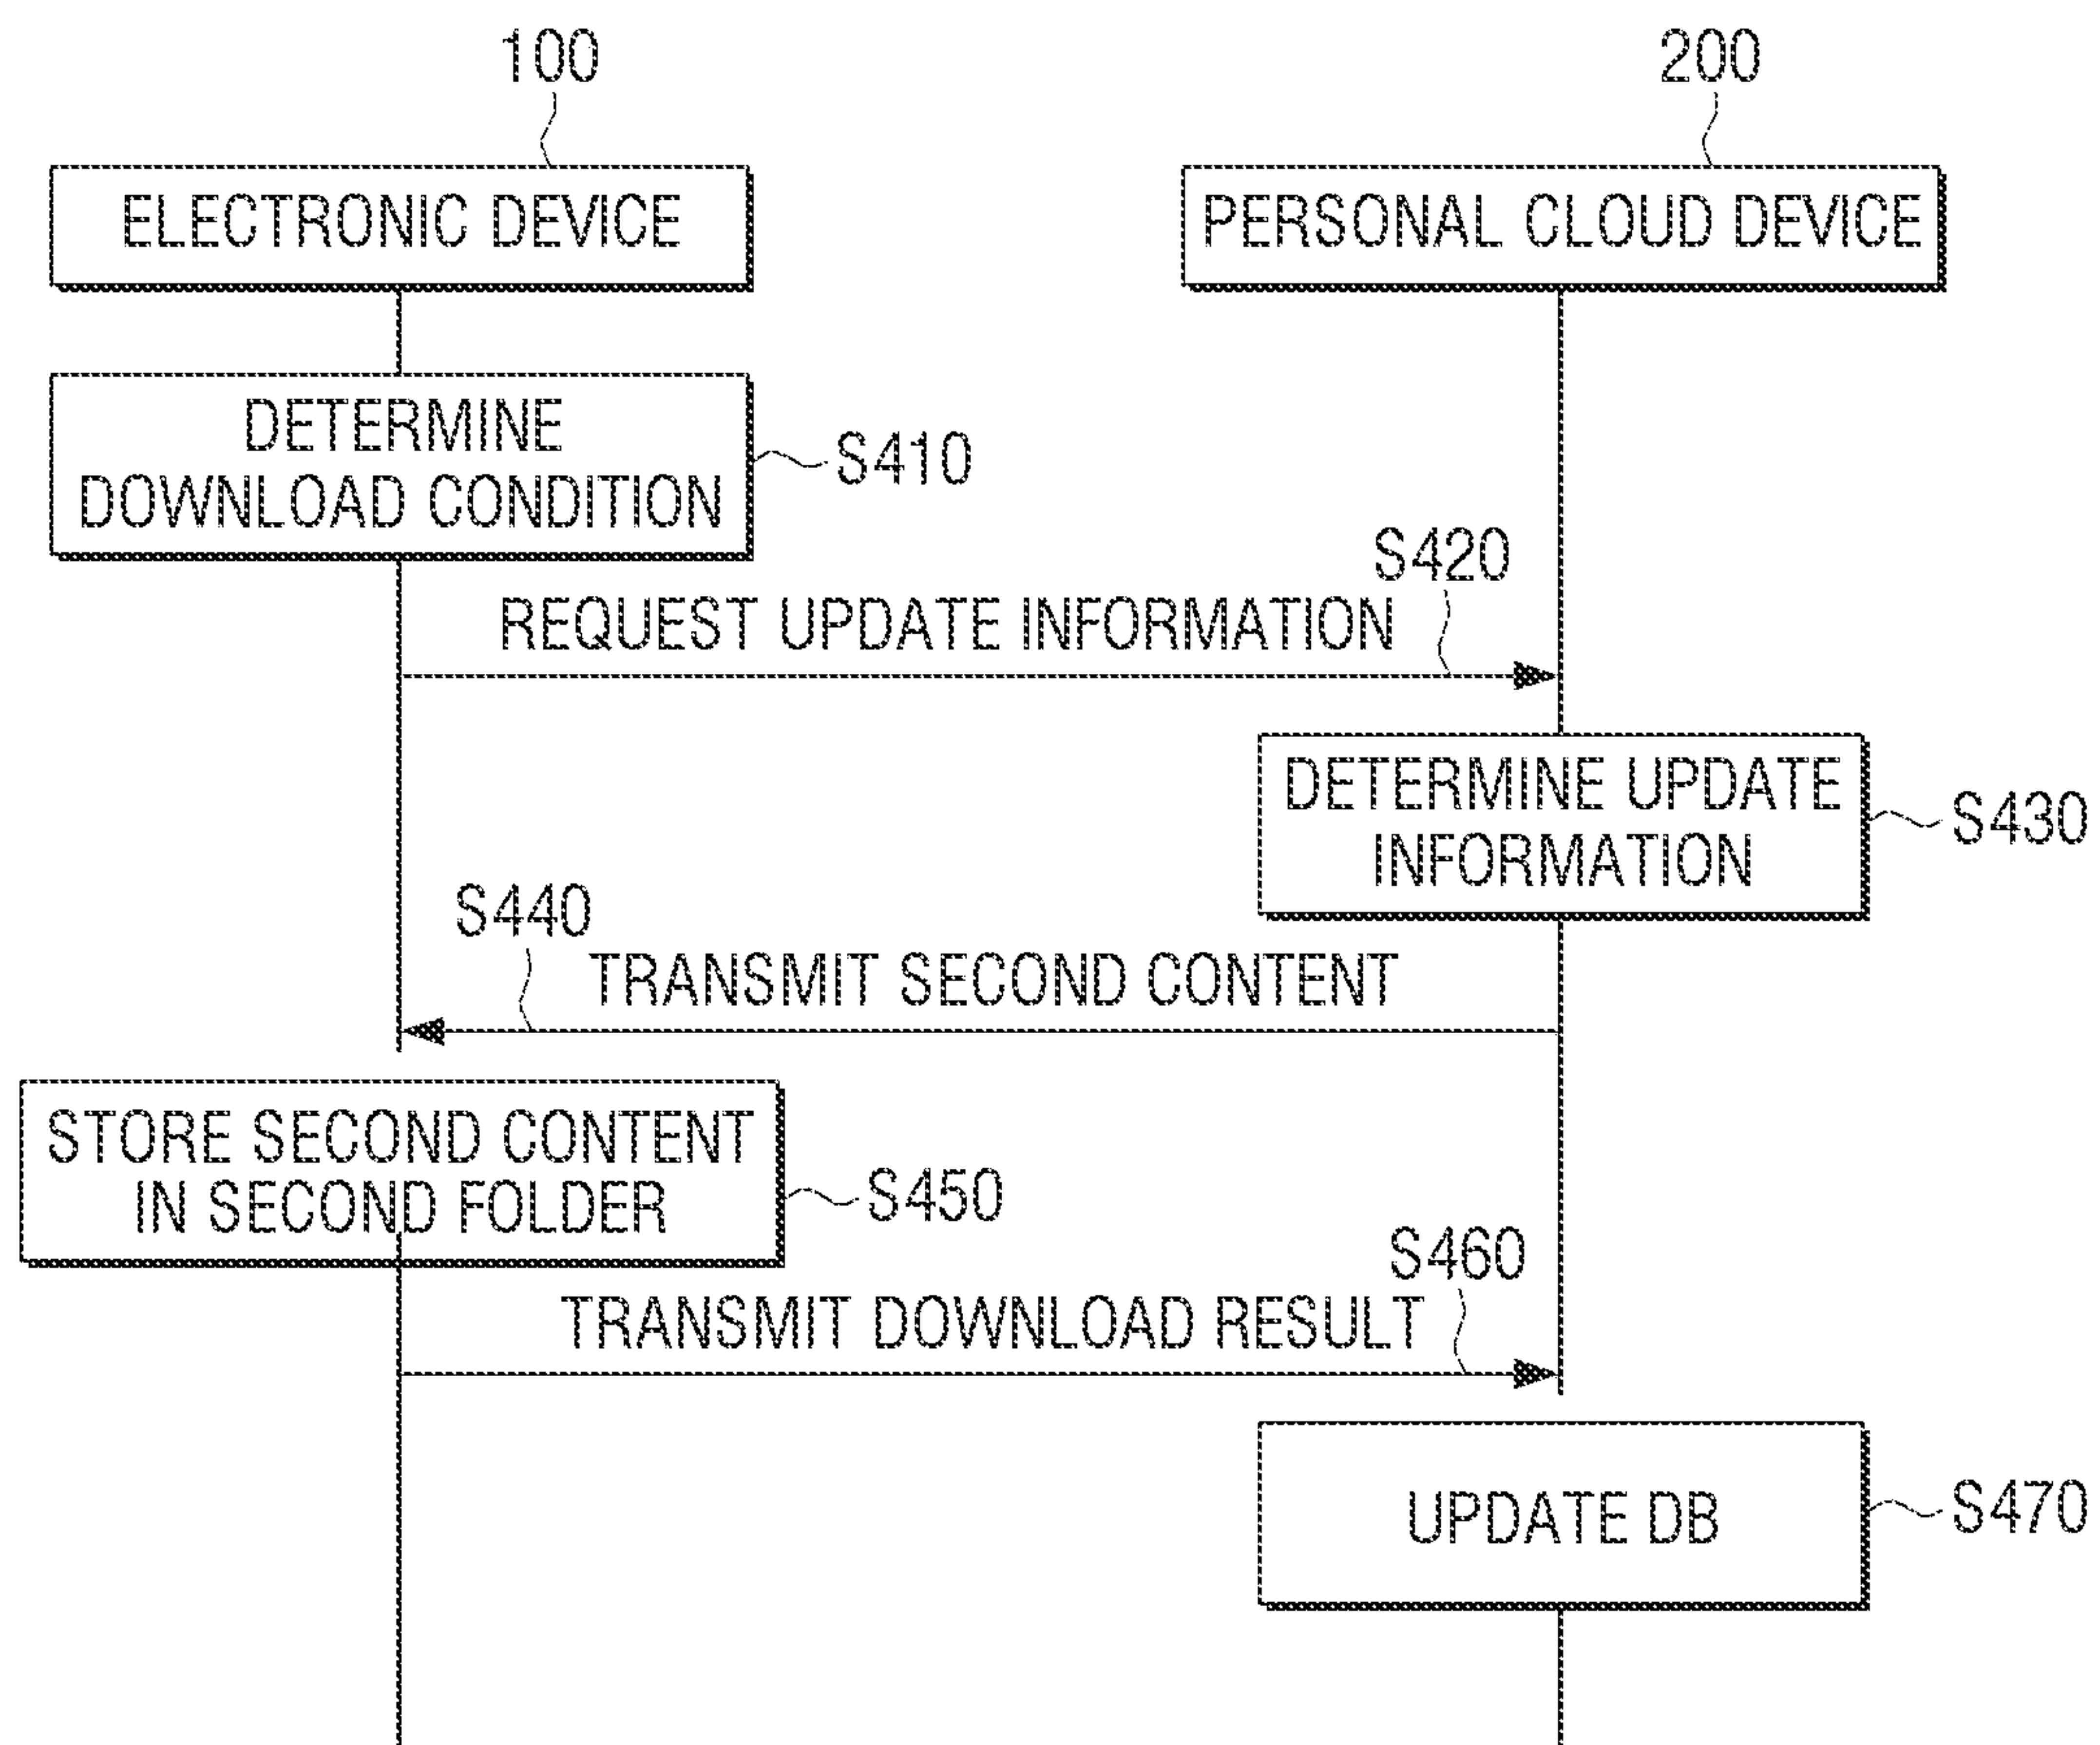 100
200
ELECTRONIC DEVICE
PERSONAL CLOUD DEVICE
DETERMINE
DOWNLOAD CONDITION
S410
S420
REQUEST UPDATE INFORMATION
DETERMINE UPDATE
INFORMATION
S430
S440
TRANSMIT SECOND CONTENT
STORE SECOND CONTENT
IN SECOND FOLDER
S450
S460
TRANSMIT DOWNLOAD RESULT
UPDATE DB
S470